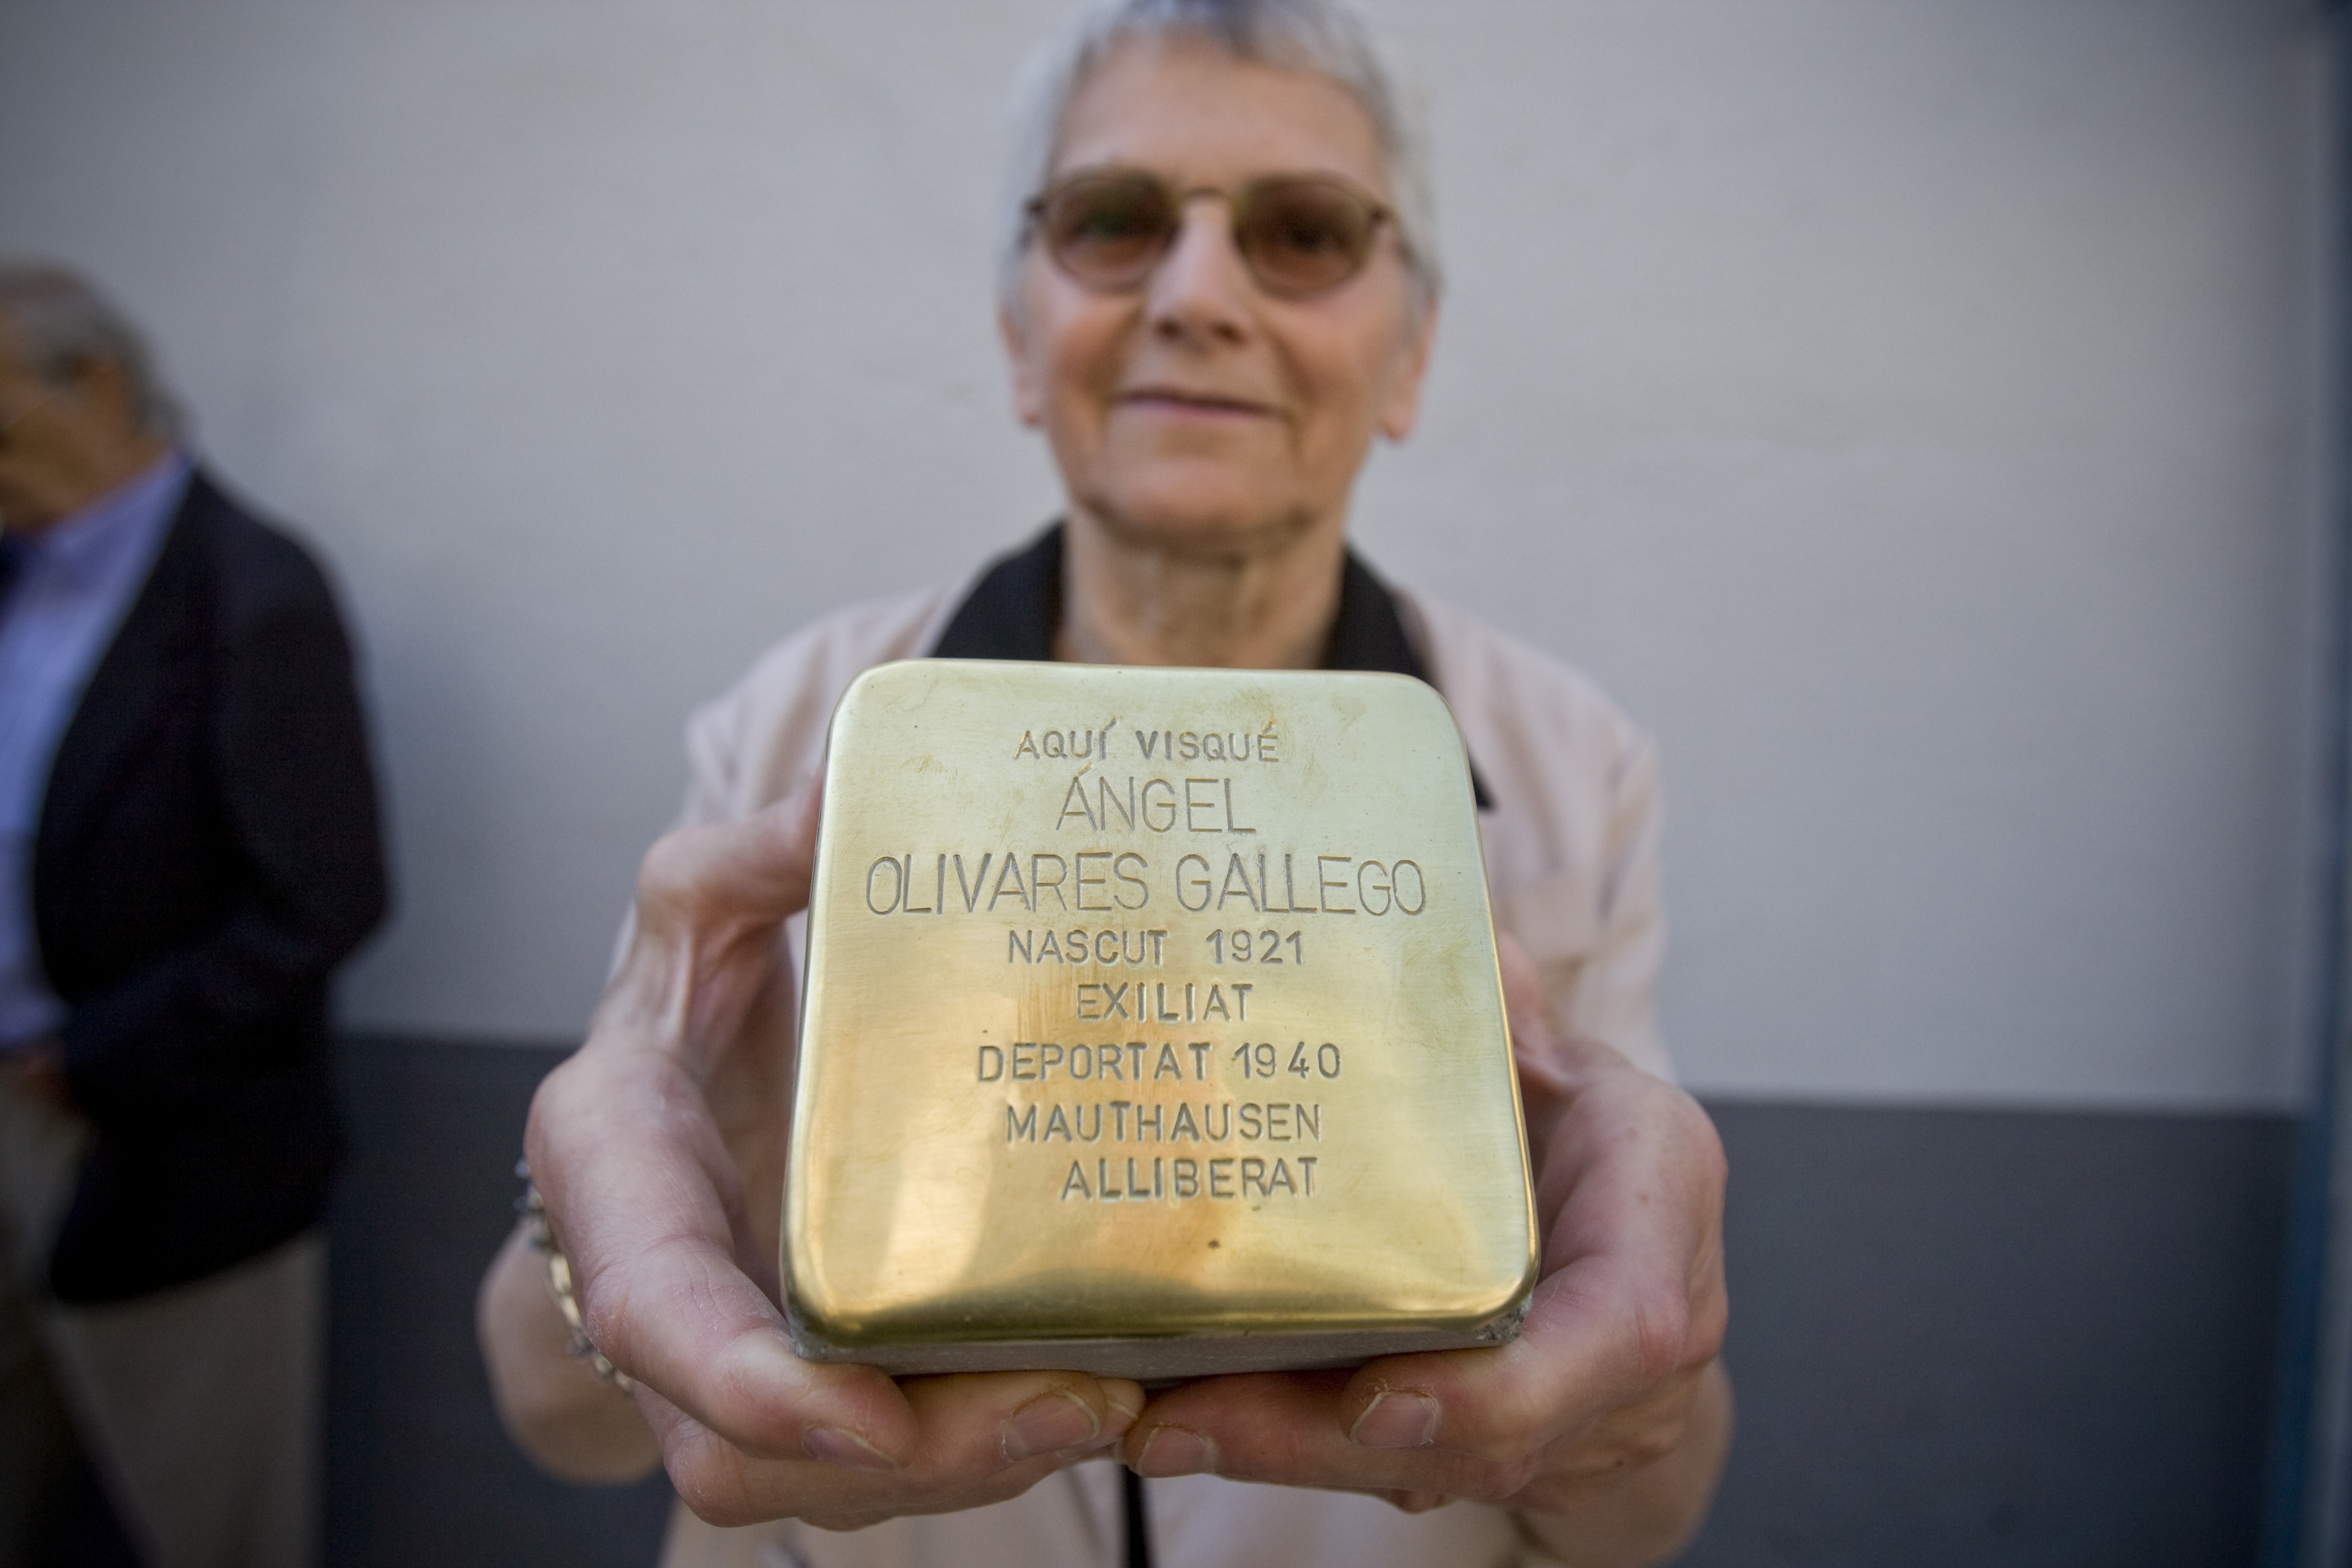 AQUÍ VISQUÉ
ÁNGEL
OLIVARES GALLEGO
NASCUT 1921
EXILIAT
DEPORTAT 1940
MAUTHAUSEN
ALLIBERAT